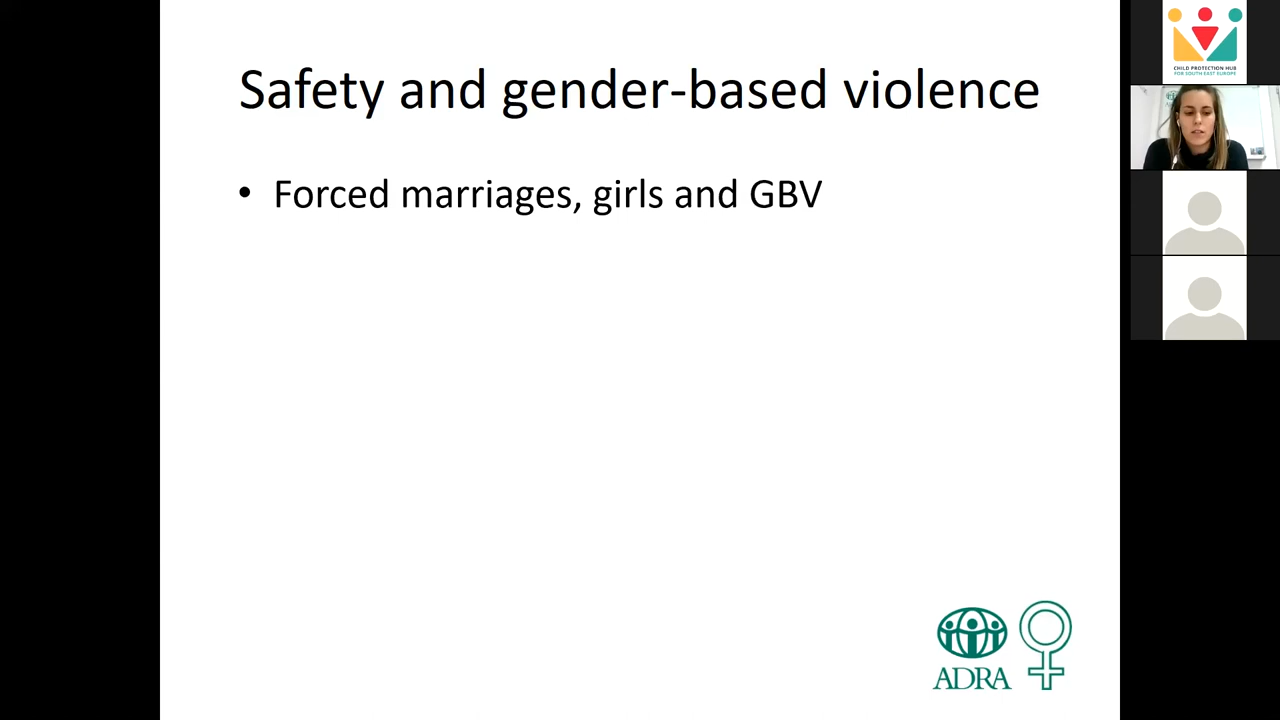 Safety and gender-based violence
• Forced marriages, girls and GBV
ADRA
CHILD PROTECTION HUB
FOR SOUTH EAST EUROPE